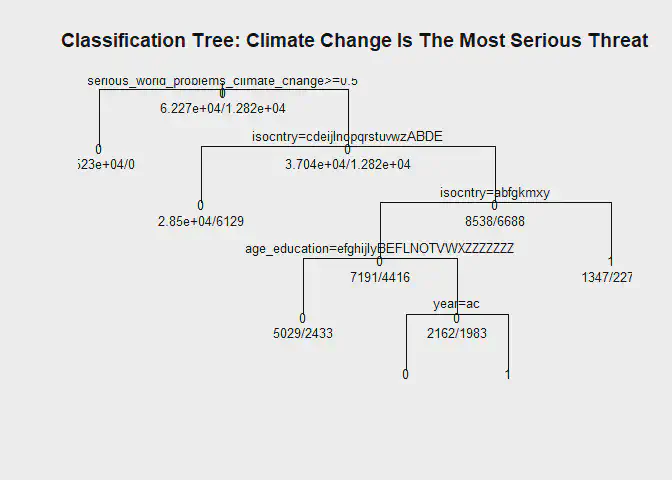 Classification Tree: Climate Change Is The Most Serious Threat
serious_world_problems_climate_change>=0.5
0
6.227e+04/1.282e+04
isocntry=cdeijlnopqrstuvwzABDE
0
523e+04/0
0
3.704e+04/1.282e+04
isocntry=abfgkmxy
0
2.85e+04/6129
0
8538/6688
age_education=efghijlyBEFLNOTVWXZZZZZZZ
0
7191/4416
1
1347/227
year=ac
0
5029/2433
0
2162/1983
0
1